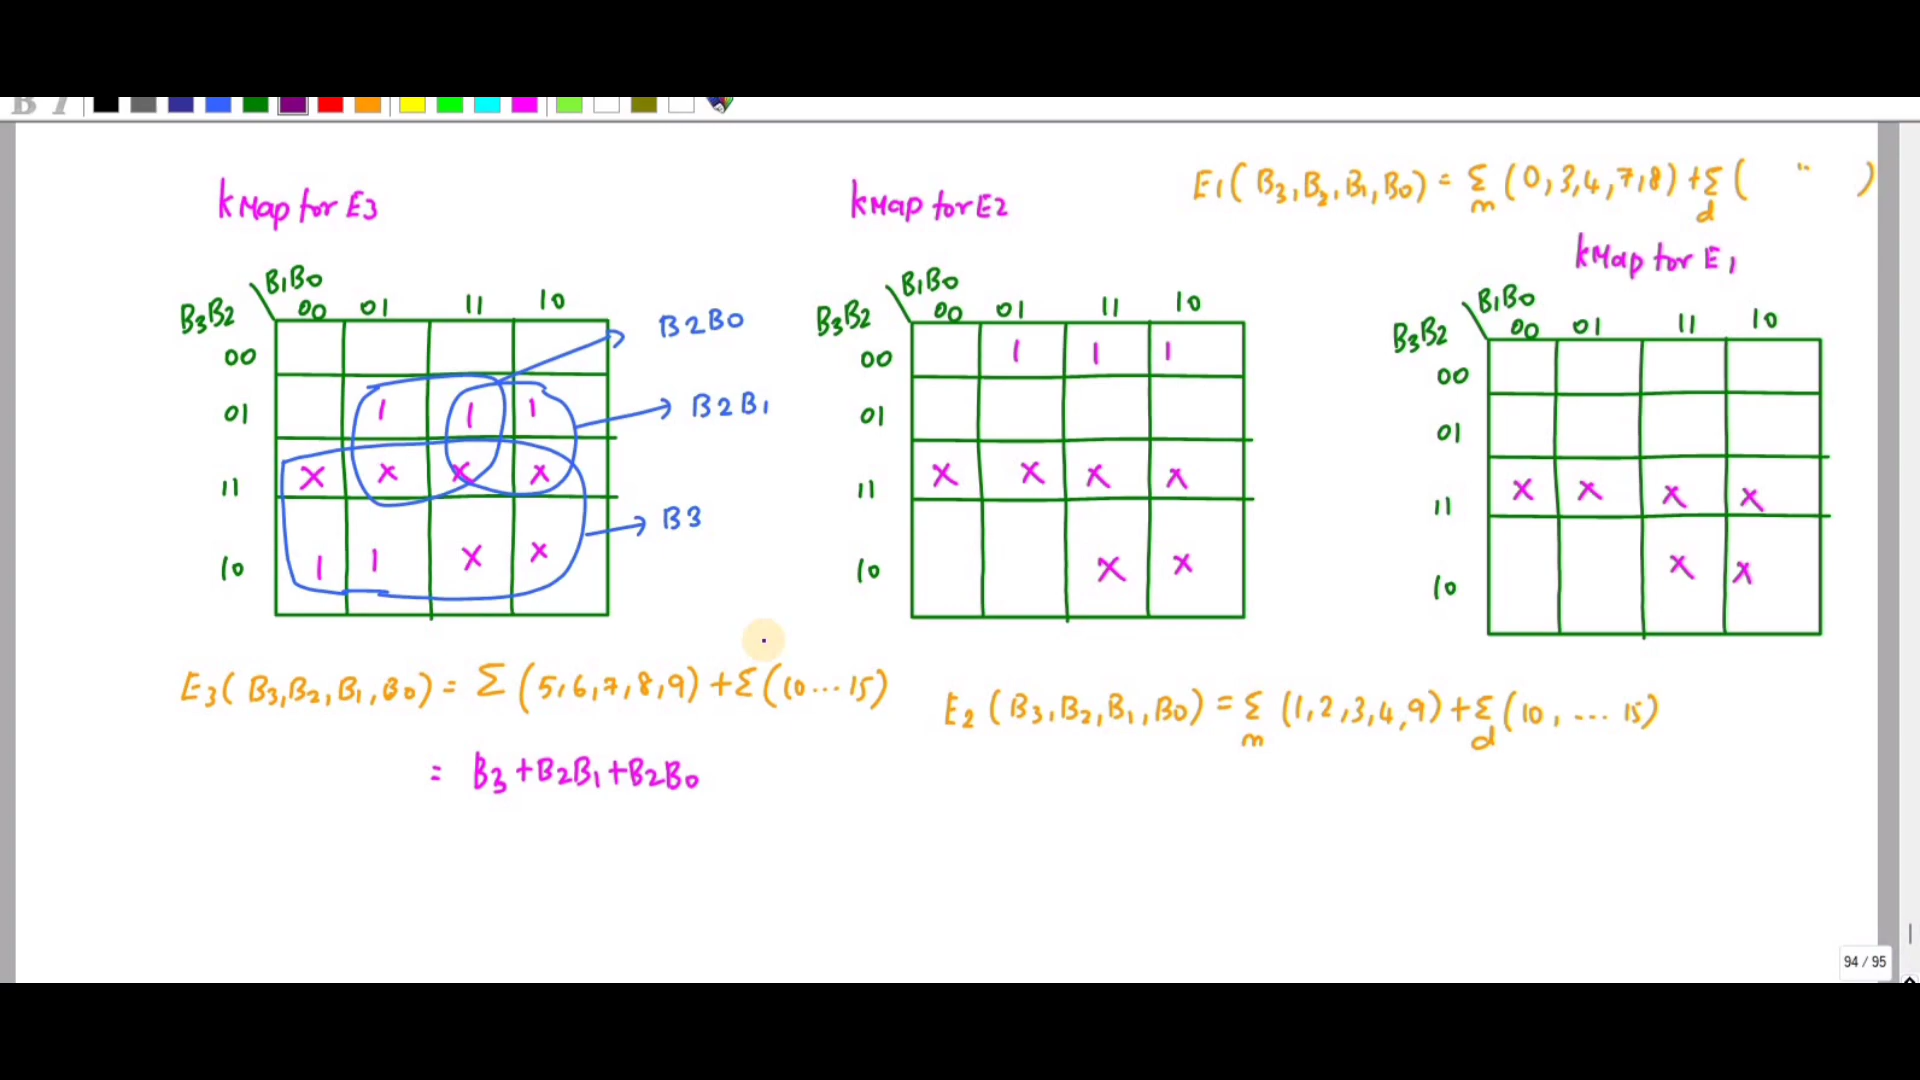 B I
E1(B3,B2,B1,B0) = Σm (0,3,4,7,8) + Σd ( " )
kMap for E3
kMap for E2
kMap for E1
B1B0
B3B2 00 01 11 10
00
01 1 1 1
11 X X X X
10 1 1 X X
B2B0
B2B1
B3
B1B0
B3B2 00 01 11 10
00 1 1 1
01
11 X X X X
10 X X
B1B0
B3B2 00 01 11 10
00
01
11 X X X X
10 X X
E3(B3,B2,B1,B0) = Σ (5,6,7,8,9) + Σ (10...15)
= B3+B2B1+B2B0
E2 (B3,B2,B1,B0) = Σm (1,2,3,4,9) + Σd (10, ... 15)
94 / 95